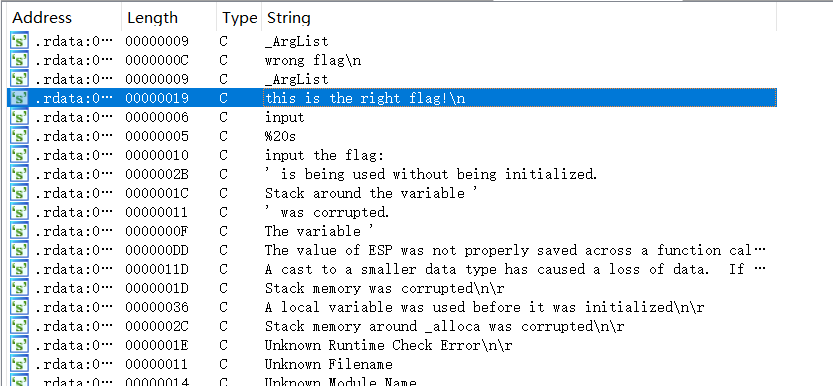 Address Length Type String
's' .rdata:0… 00000009 C _ArgList
's' .rdata:0… 0000000C C wrong flag\n
's' .rdata:0… 00000009 C _ArgList
's' .rdata:0… 00000019 C this is the right flag!\n
's' .rdata:0… 00000006 C input
's' .rdata:0… 00000005 C %20s
's' .rdata:0… 00000010 C input the flag:
's' .rdata:0… 0000002B C ' is being used without being initialized.
's' .rdata:0… 0000001C C Stack around the variable '
's' .rdata:0… 00000011 C ' was corrupted.
's' .rdata:0… 0000000F C The variable '
's' .rdata:0… 000000DD C The value of ESP was not properly saved across a function cal…
's' .rdata:0… 0000011D C A cast to a smaller data type has caused a loss of data.  If …
's' .rdata:0… 0000001D C Stack memory was corrupted\n\r
's' .rdata:0… 00000036 C A local variable was used before it was initialized\n\r
's' .rdata:0… 0000002C C Stack memory around _alloca was corrupted\n\r
's' .rdata:0… 0000001E C Unknown Runtime Check Error\n\r
's' .rdata:0… 00000011 C Unknown Filename
's' .rdata:0… 00000014 C Unknown Module Name